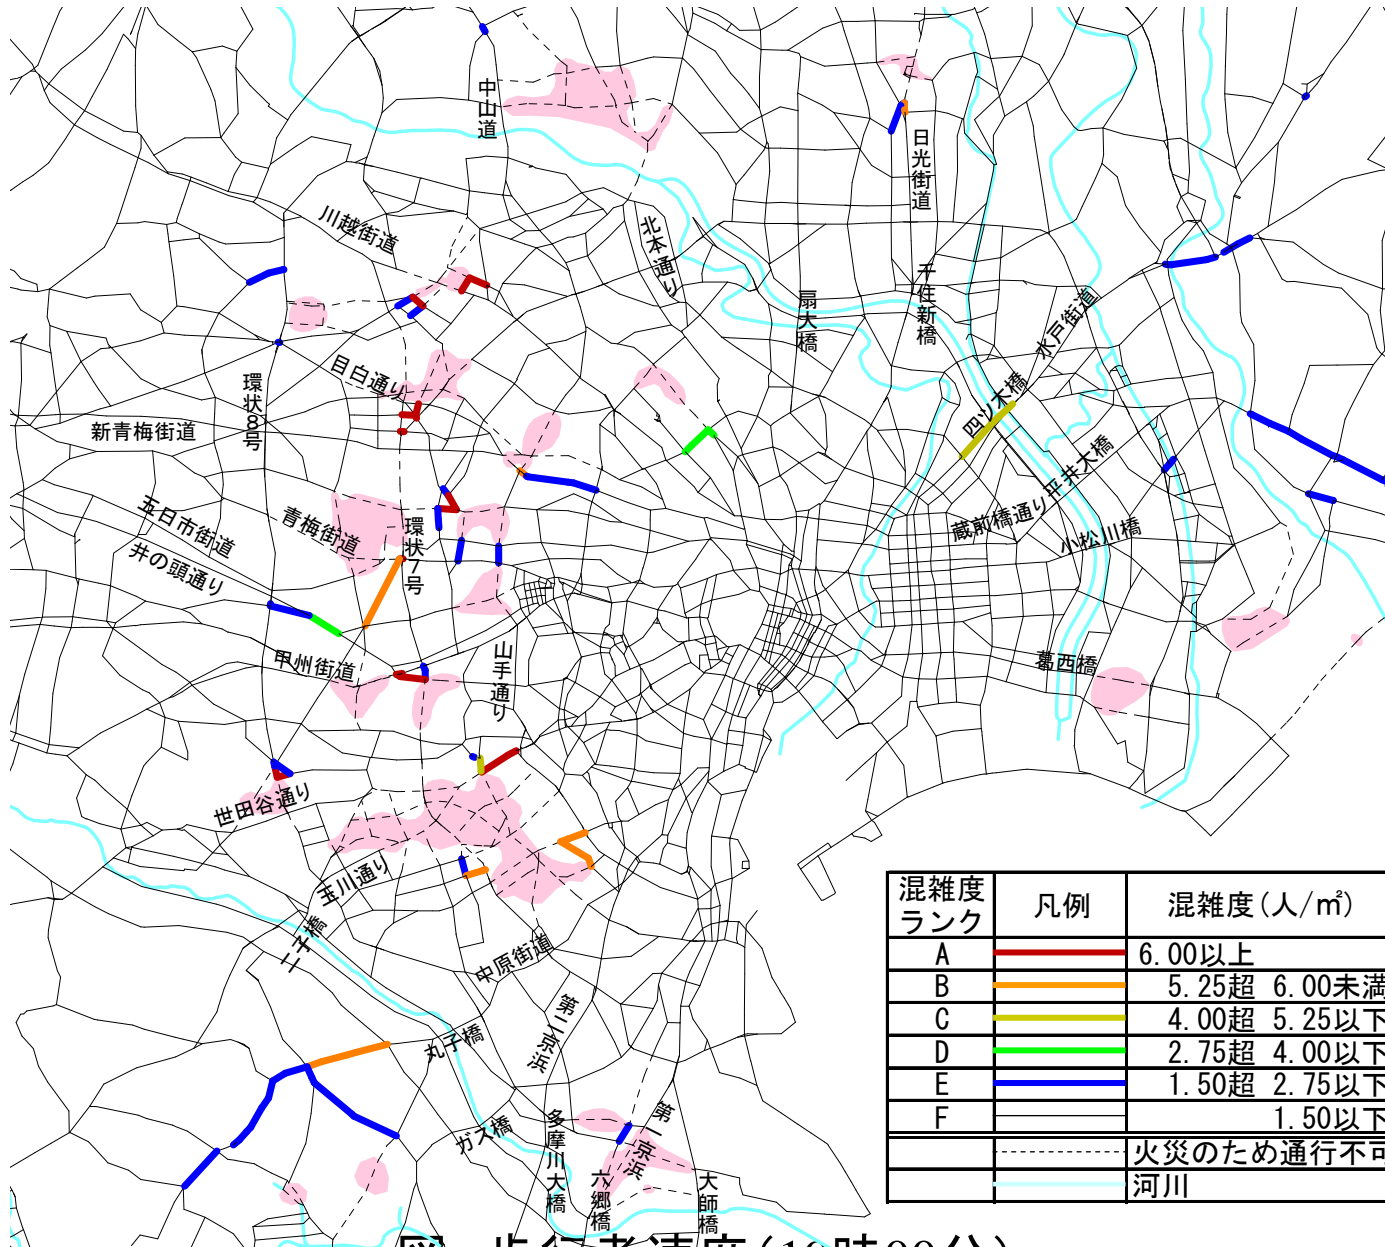 中山道
日光街道
川越街道
北本通り
扇大橋
千住新橋
水戸街道
目白通り
環状8号
四ツ木橋
新青梅街道
平井大橋
五日市街道
青梅街道
環状7号
蔵前橋通り
小松川橋
井の頭通り
甲州街道
山手通り
葛西橋
世田谷通り
玉川通り
二子橋
中原街道
第二京浜
丸子橋
ガス橋
多摩川大橋
第一京浜
六郷橋
大師橋
混雑度ランク 凡例 混雑度(人/㎡)
A 6.00以上
B 5.25超 6.00未満
C 4.00超 5.25以下
D 2.75超 4.00以下
E 1.50超 2.75以下
F 1.50以下
火災のため通行不可
河川